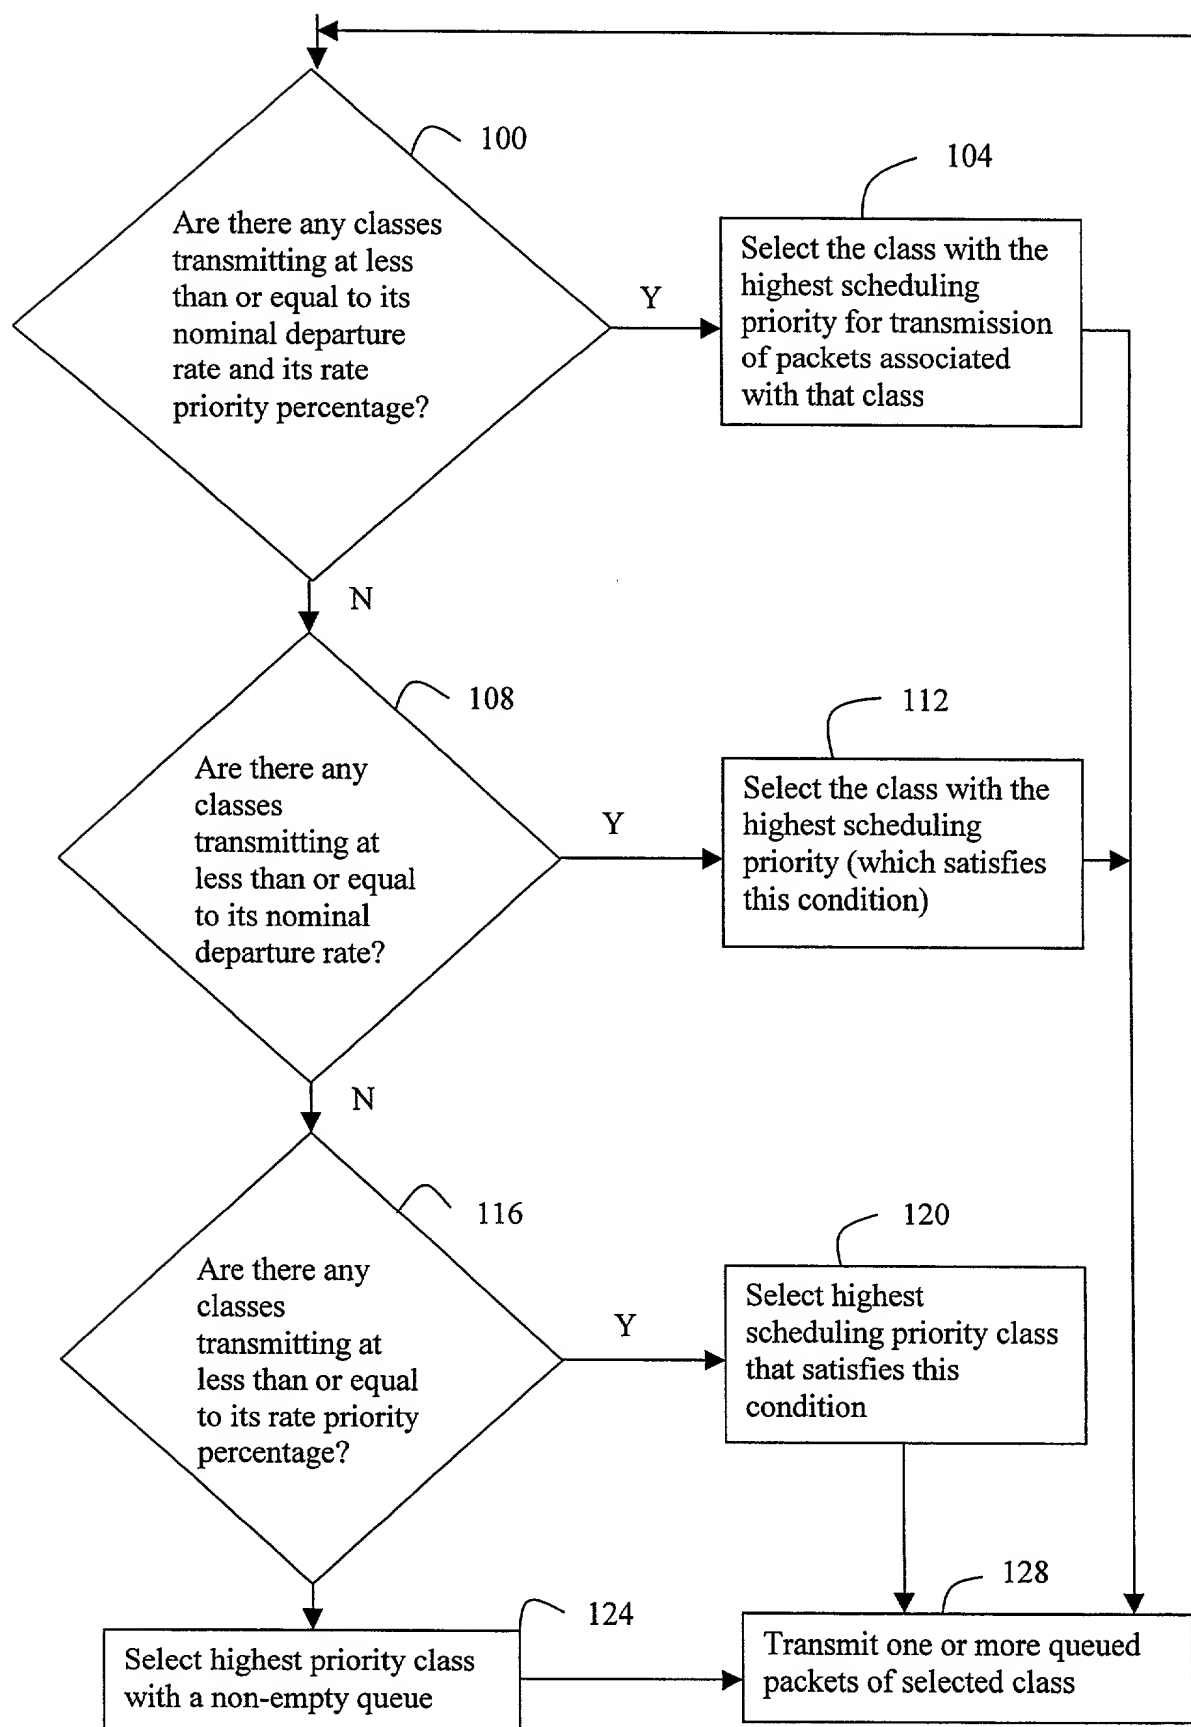 100
Are there any classes
transmitting at less
than or equal to its
nominal departure
rate and its rate
priority percentage?
Y
104
Select the class with the
highest scheduling
priority for transmission
of packets associated
with that class
N
108
Are there any
classes
transmitting at
less than or equal
to its nominal
departure rate?
Y
112
Select the class with the
highest scheduling
priority (which satisfies
this condition)
N
116
Are there any
classes
transmitting at
less than or equal
to its rate priority
percentage?
Y
120
Select highest
scheduling priority class
that satisfies this
condition
124
Select highest priority class
with a non-empty queue
128
Transmit one or more queued
packets of selected class